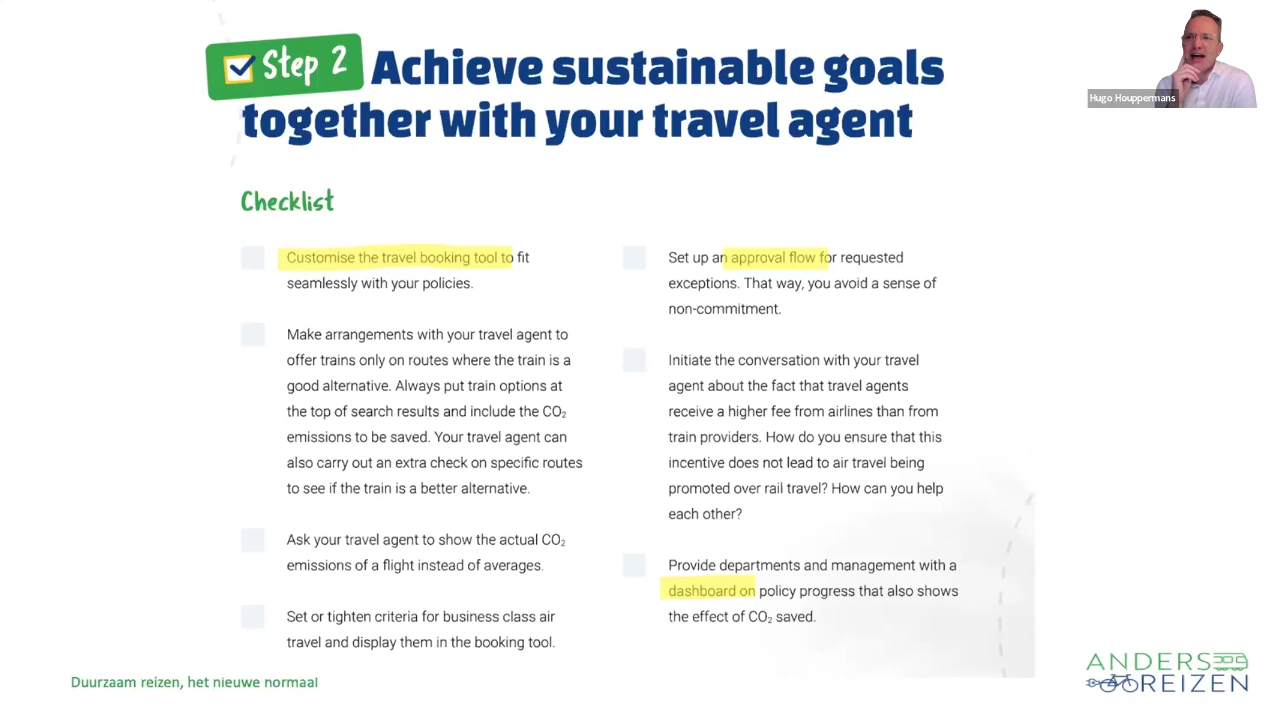 Step 2 Achieve sustainable goals
together with your travel agent
Hugo Houppermans
Checklist
Customise the travel booking tool to fit
seamlessly with your policies.
Make arrangements with your travel agent to
offer trains only on routes where the train is a
good alternative. Always put train options at
the top of search results and include the CO₂
emissions to be saved. Your travel agent can
also carry out an extra check on specific routes
to see if the train is a better alternative.
Ask your travel agent to show the actual CO₂
emissions of a flight instead of averages.
Set or tighten criteria for business class air
travel and display them in the booking tool.
Set up an approval flow for requested
exceptions. That way, you avoid a sense of
non-commitment.
Initiate the conversation with your travel
agent about the fact that travel agents
receive a higher fee from airlines than from
train providers. How do you ensure that this
incentive does not lead to air travel being
promoted over rail travel? How can you help
each other?
Provide departments and management with a
dashboard on policy progress that also shows
the effect of CO₂ saved.
Duurzaam reizen, het nieuwe normaal
ANDERS
REIZEN